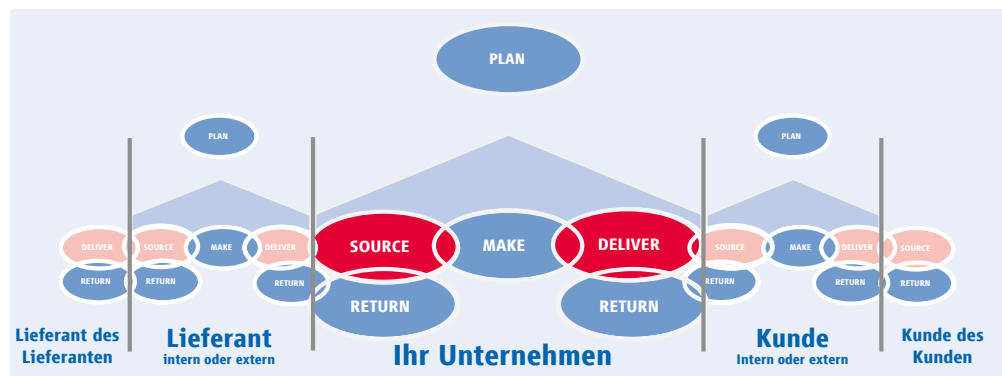 PLAN
PLAN
PLAN
DELIVER
SOURCE
MAKE
DELIVER
SOURCE
MAKE
DELIVER
SOURCE
MAKE
DELIVER
SOURCE
RETURN
RETURN
RETURN
RETURN
RETURN
RETURN
RETURN
RETURN
Lieferant des
Lieferanten
Lieferant
intern oder extern
Ihr Unternehmen
Kunde
Intern oder extern
Kunde des
Kunden